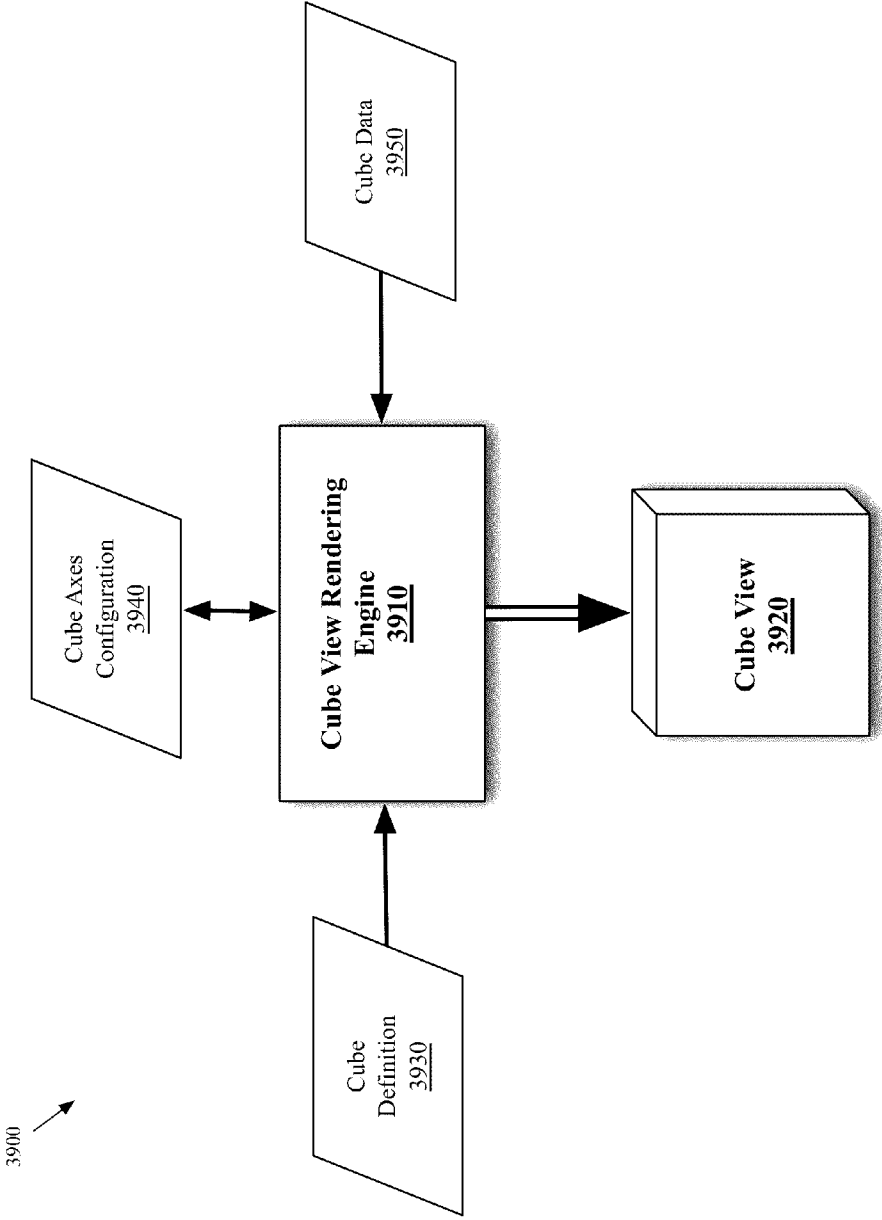 3900
Cube Axes
Configuration
3940
Cube
Definition
3930
Cube View Rendering
Engine
3910
Cube Data
3950
Cube View
3920